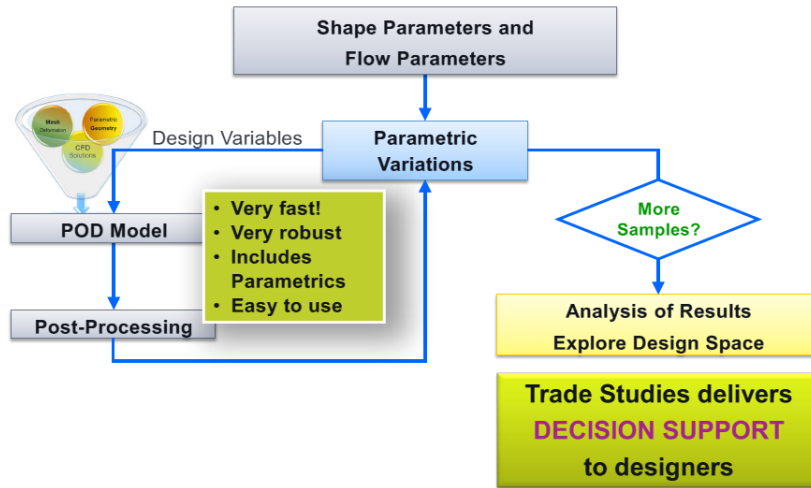 Shape Parameters and
Flow Parameters
Mesh
Deformation
Parametric
Geometry
CFD
Solutions
Design Variables
Parametric
Variations
More
Samples?
POD Model
• Very fast!
• Very robust
• Includes
Parametrics
• Easy to use
Post-Processing
Analysis of Results
Explore Design Space
Trade Studies delivers
DECISION SUPPORT
to designers